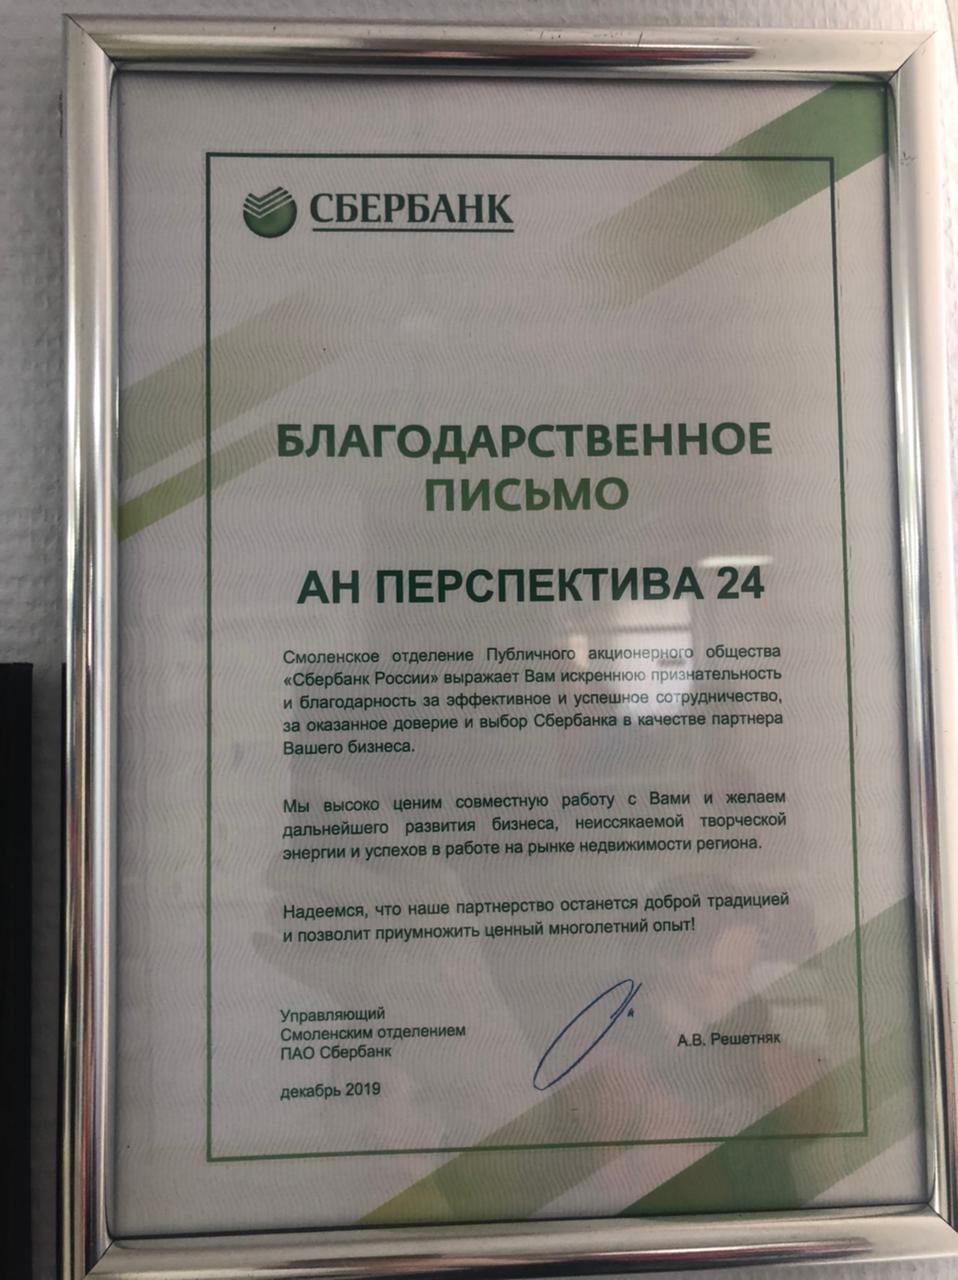 СБЕРБАНК
БЛАГОДАРСТВЕННОЕ
ПИСЬМО
АН ПЕРСПЕКТИВА 24
Смоленское отделение Публичного акционерного общества
«Сбербанк России» выражает Вам искреннюю признательность
и благодарность за эффективное и успешное сотрудничество,
за оказанное доверие и выбор Сбербанка в качестве партнера
Вашего бизнеса.
Мы высоко ценим совместную работу с Вами и желаем
дальнейшего развития бизнеса, неиссякаемой творческой
энергии и успехов в работе на рынке недвижимости региона.
Надеемся, что наше партнерство останется доброй традицией
и позволит приумножить ценный многолетний опыт!
Управляющий
Смоленским отделением
ПАО Сбербанк
А.В. Решетняк
декабрь 2019